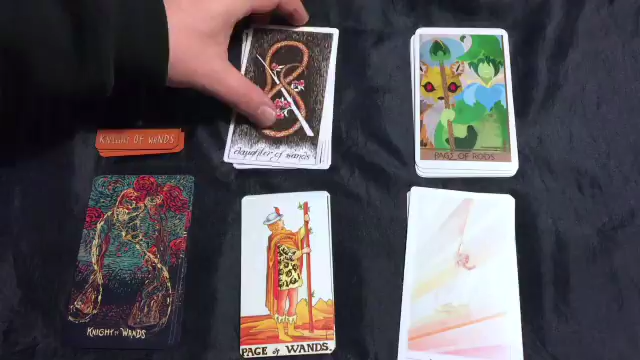 daughter of wands
PAGE OF RODS
KNIGHT OF WANDS
KNIGHT OF WANDS
PAGE of WANDS.